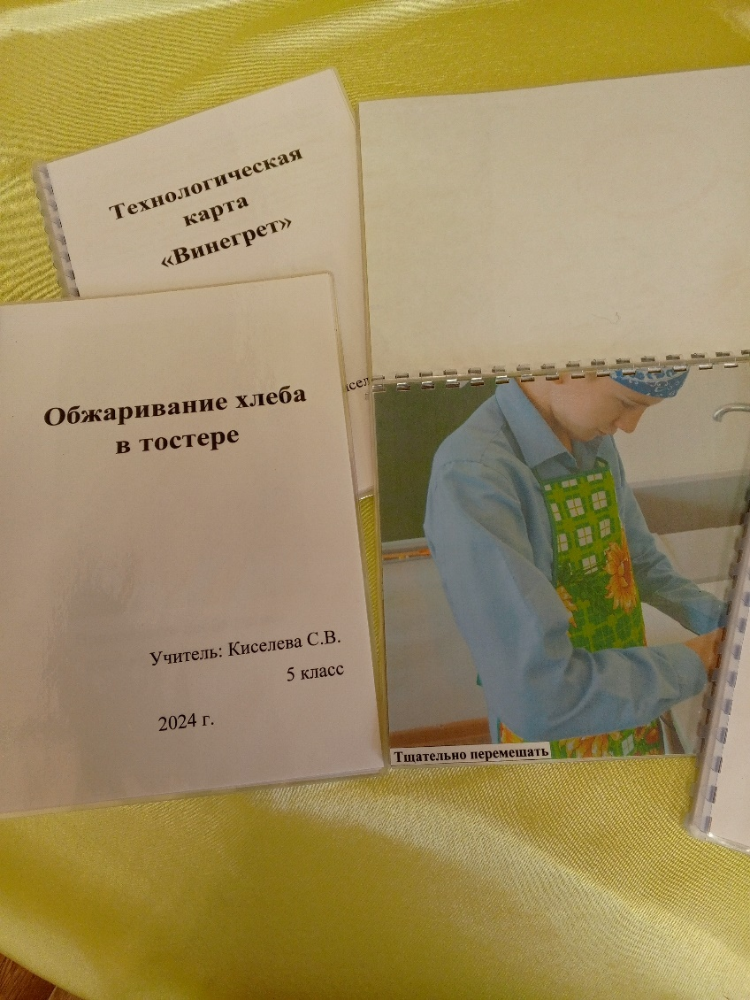 Технологическая
карта
«Винегрет»
Обжаривание хлеба
в тостере
Учитель: Киселева С.В.
5 класс
2024 г.
Тщательно перемешать